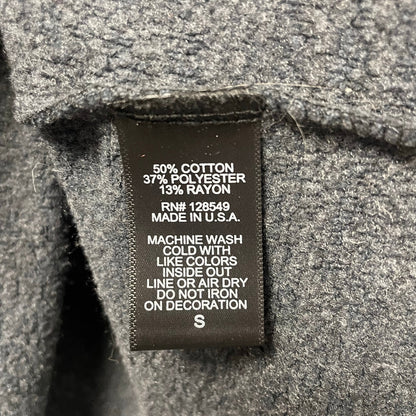 50% COTTON
37% POLYESTER
13% RAYON
RN# 128549
MADE IN U.S.A.
MACHINE WASH
COLD WITH
LIKE COLORS
INSIDE OUT
LINE OR AIR DRY
DO NOT IRON
ON DECORATION
S